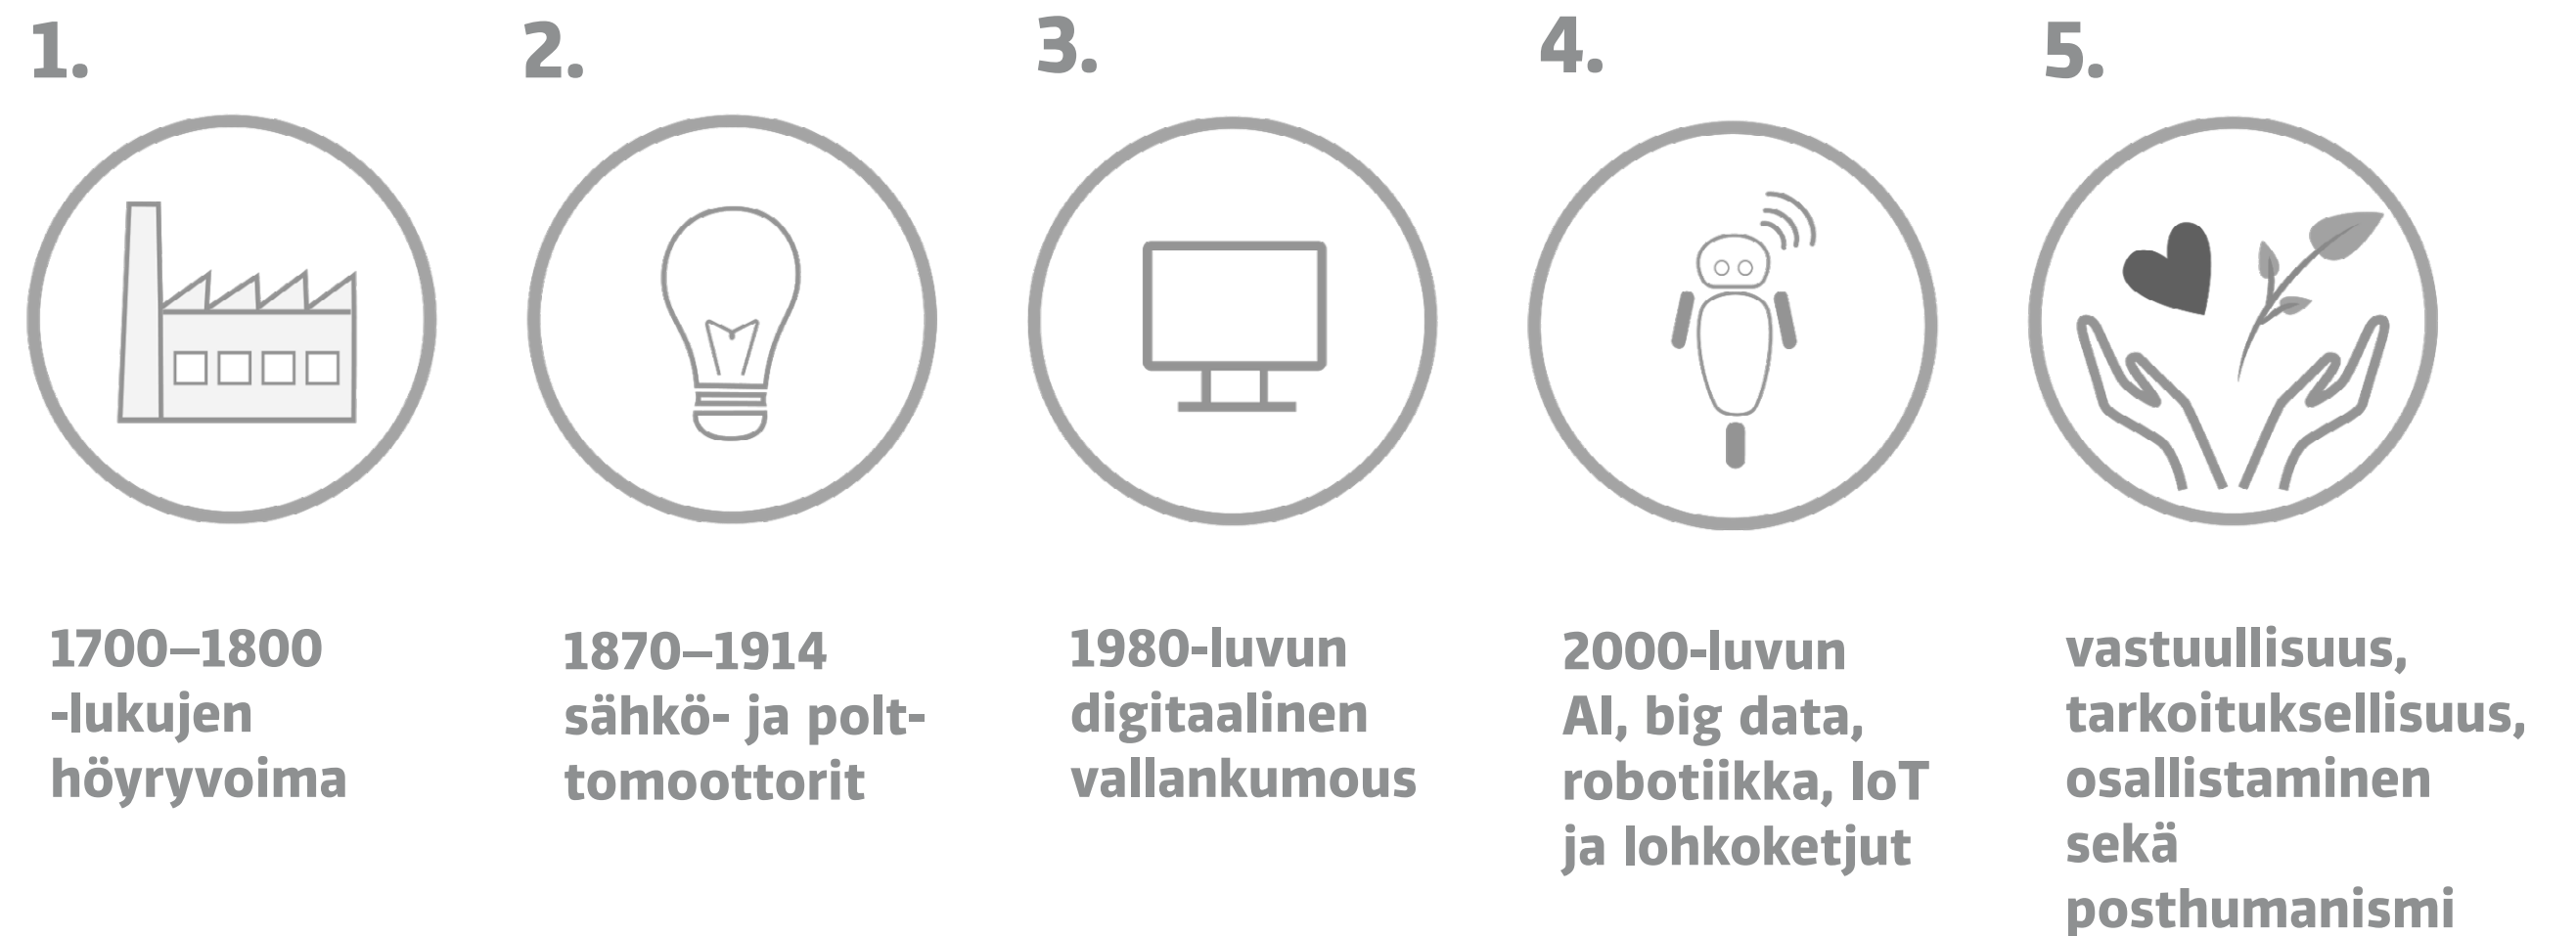 1.
1700–1800
-lukujen
höyryvoima
2.
1870–1914
sähkö- ja polt-
tomoottorit
3.
1980-luvun
digitaalinen
vallankumous
4.
2000-luvun
AI, big data,
robotiikka, IoT
ja lohkoketjut
5.
vastuullisuus,
tarkoituksellisuus,
osallistaminen
sekä
posthumanismi